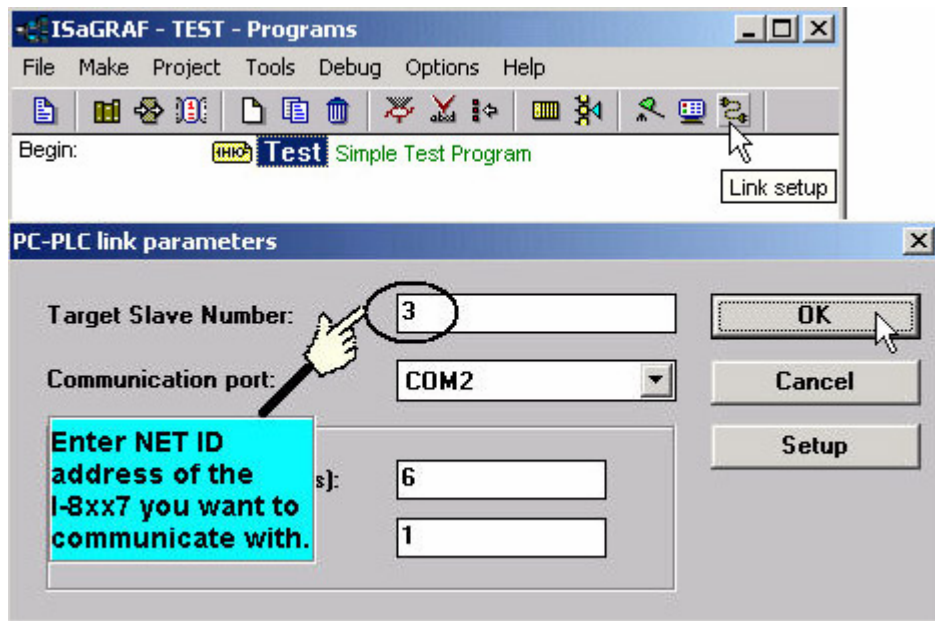 ISaGRAF - TEST - Programs
File Make Project Tools Debug Options Help
Begin: Test Simple Test Program
Link setup
PC-PLC link parameters
Target Slave Number: 3 OK
Communication port: COM2 Cancel
Setup
Enter NET ID
address of the
I-8xx7 you want to
communicate with.
s): 6
1